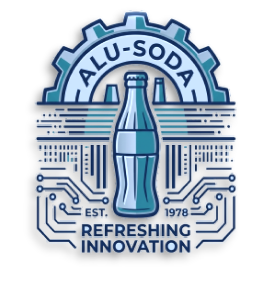 ALU-SODA
EST. 1978
REFRESHING
INNOVATION